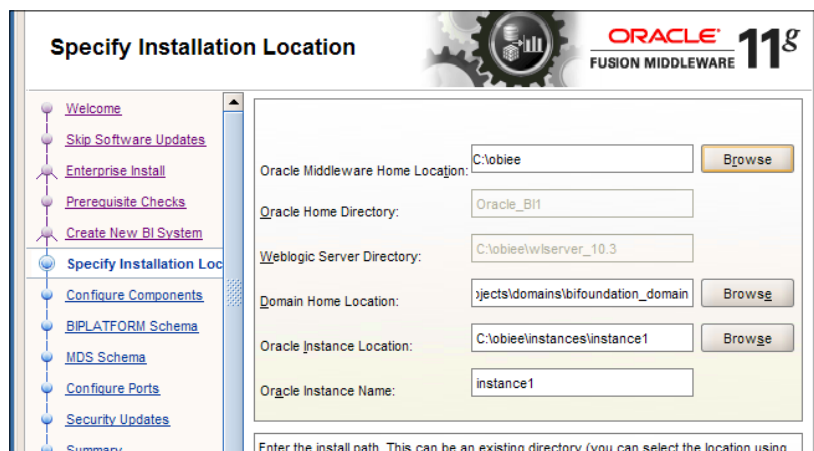 Specify Installation Location
ORACLE
FUSION MIDDLEWARE
11g
Welcome
Skip Software Updates
Enterprise Install
Prerequisite Checks
Create New BI System
Specify Installation Loc
Configure Components
BIPLATFORM Schema
MDS Schema
Configure Ports
Security Updates
Summary
Oracle Middleware Home Location: C:\obiee Browse
Oracle Home Directory: Oracle_BI1
Weblogic Server Directory: C:\obiee\wlserver_10.3
Domain Home Location: ojects\domains\bifoundation_domain Browse
Oracle Instance Location: C:\obiee\instances\instance1 Browse
Oracle Instance Name: instance1
Enter the install path. This can be an existing directory (you can select the location using